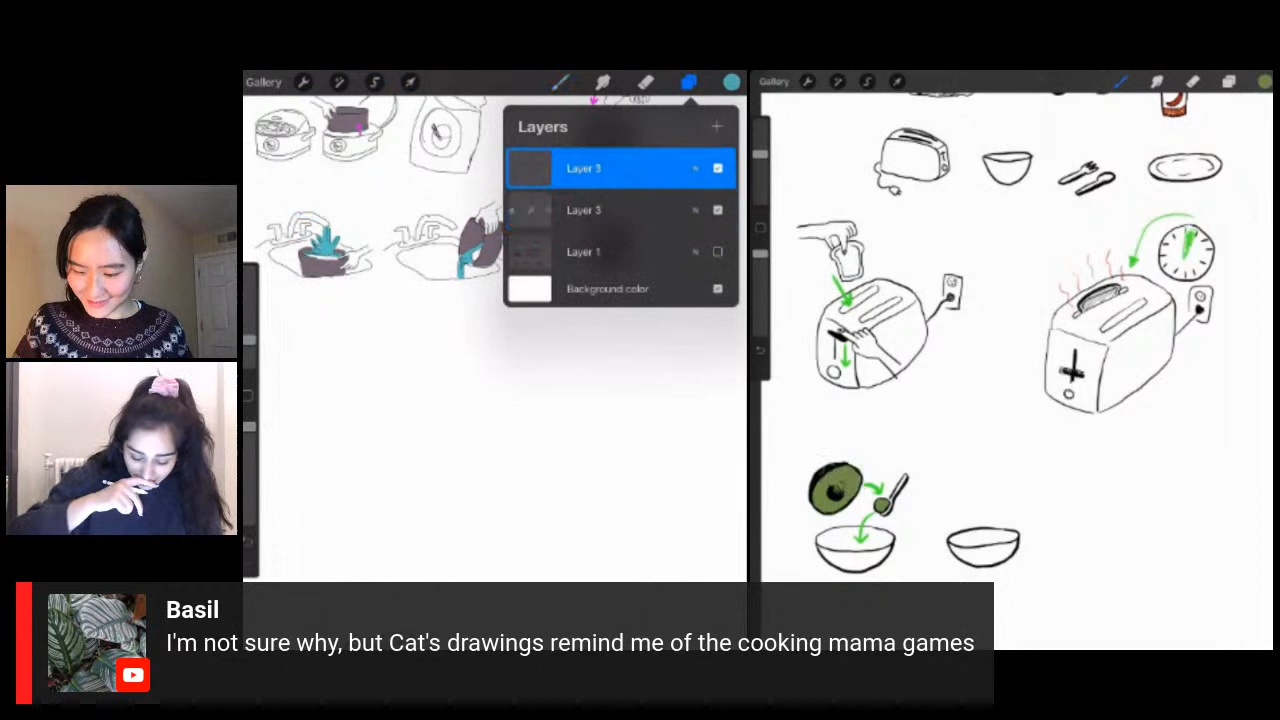 Gallery
Layers
Layer 3
N
Layer 3
N
Layer 1
N
Background color
Gallery
Basil
I'm not sure why, but Cat's drawings remind me of the cooking mama games